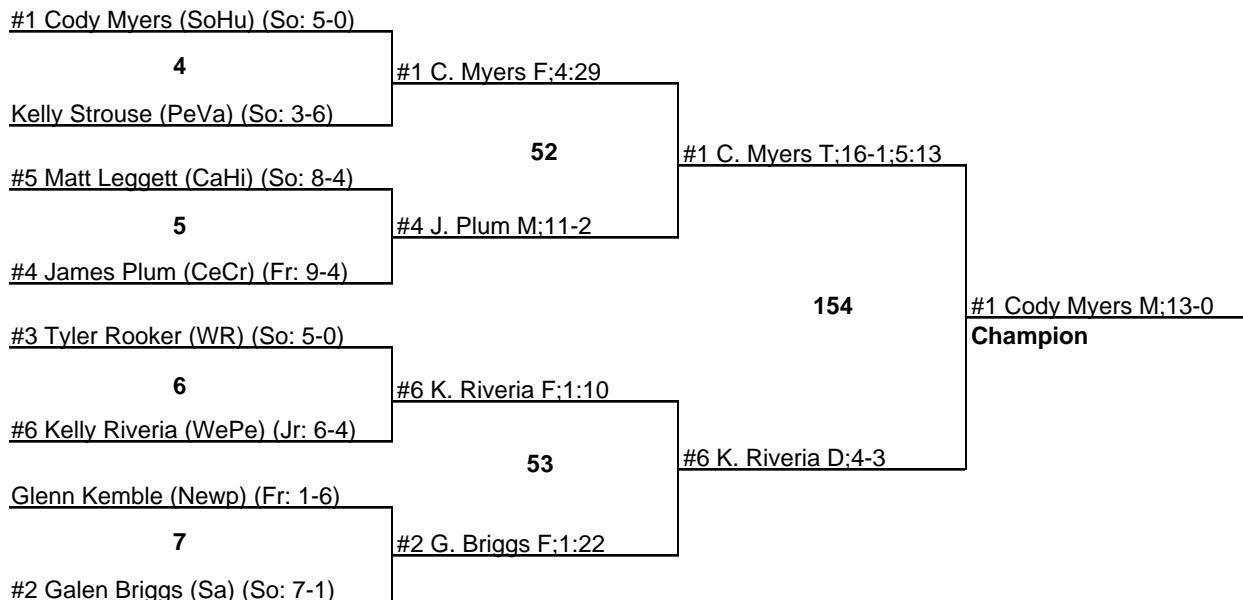 #1 Cody Myers (SoHu) (So: 5-0)
4
#1 C. Myers F;4:29
Kelly Strouse (PeVa) (So: 3-6)
52
#1 C. Myers T;16-1;5:13
#5 Matt Leggett (CaHi) (So: 8-4)
5
#4 J. Plum M;11-2
#4 James Plum (CeCr) (Fr: 9-4)
154
#1 Cody Myers M;13-0
Champion
#3 Tyler Rooker (WR) (So: 5-0)
6
#6 K. Riveria F;1:10
#6 Kelly Riveria (WePe) (Jr: 6-4)
53
#6 K. Riveria D;4-3
Glenn Kemble (Newp) (Fr: 1-6)
7
#2 G. Briggs F;1:22
#2 Galen Briggs (Sa) (So: 7-1)